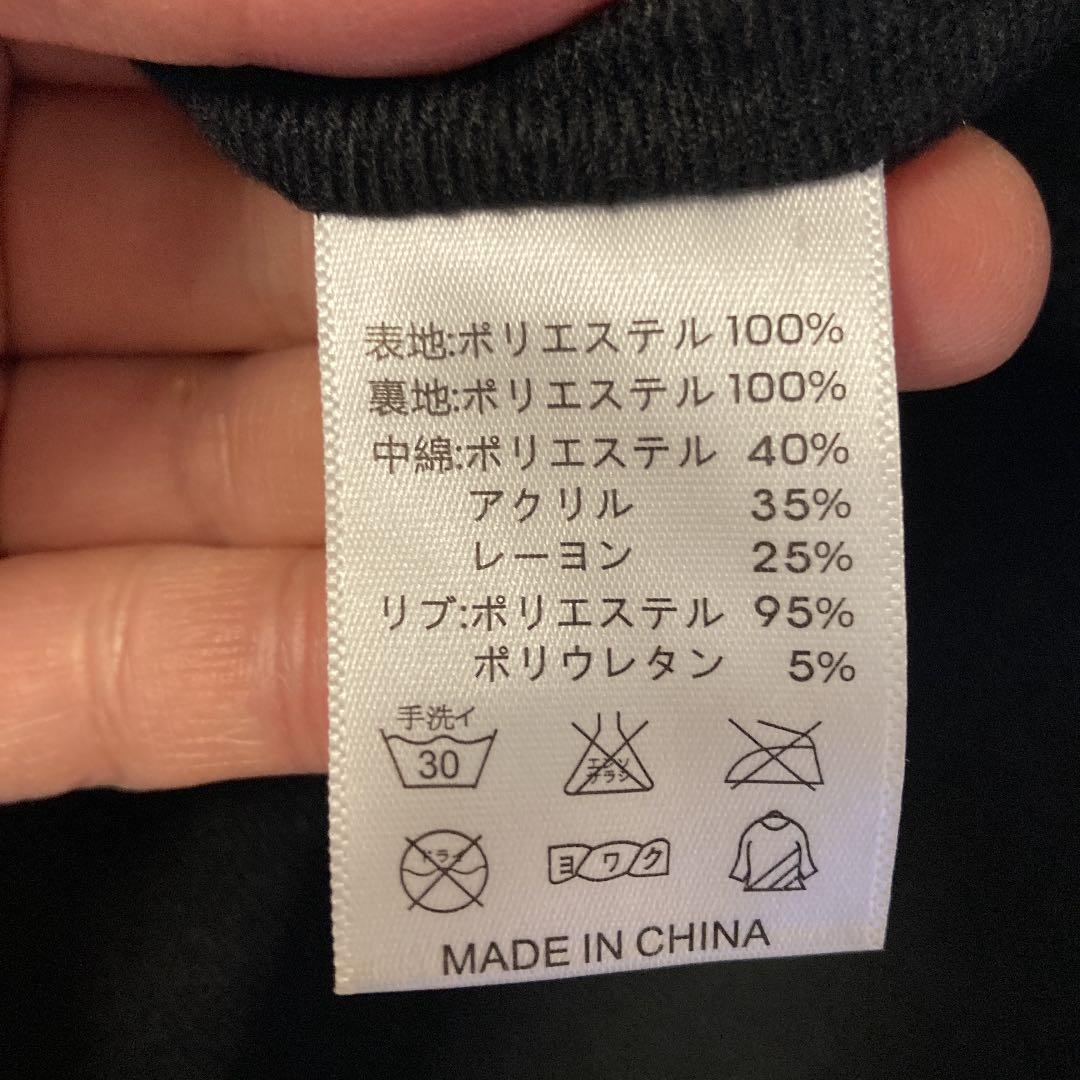 表地:ポリエステル 100%
裏地:ポリエステル 100%
中綿:ポリエステル 40%
アクリル 35%
レーヨン 25%
リブ:ポリエステル 95%
ポリウレタン 5%
手洗イ
30
エンソ
サラシ
ドライ
ヨワク
MADE IN CHINA